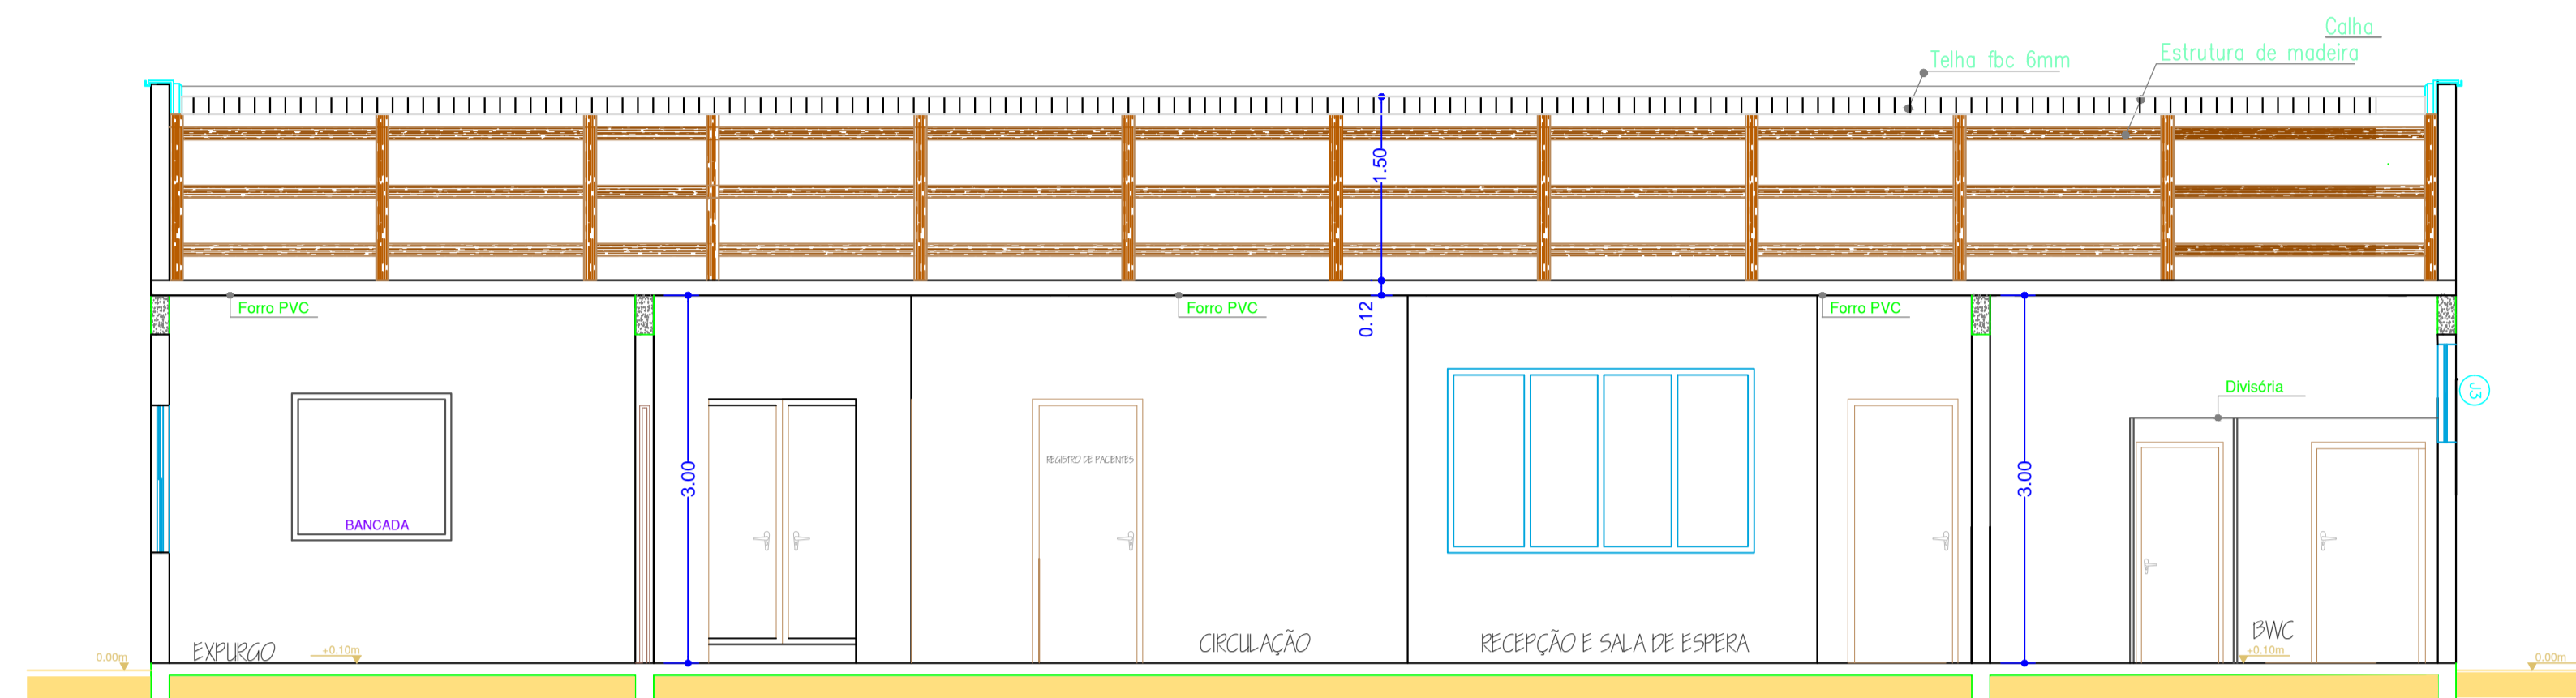 Calha
Telha fbc 6mm
Estrutura de madeira
1.50
Forro PVC
Forro PVC
0.12
Forro PVC
J3
Divisória
REGISTRO DE PACIENTES
3.00
3.00
BANCADA
EXPURGO
+0.10m
CIRCULAÇÃO
RECEPÇÃO E SALA DE ESPERA
BWC
+0.10m
0.00m
0.00m